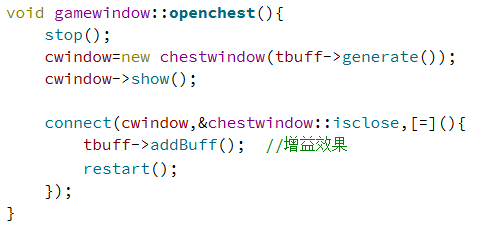 void gamewindow::openchest(){
    stop();
    cwindow=new chestwindow(tbuff->generate());
    cwindow->show();

    connect(cwindow,&chestwindow::isclose,[=](){
        tbuff->addBuff();  //增益效果
        restart();
    });
}